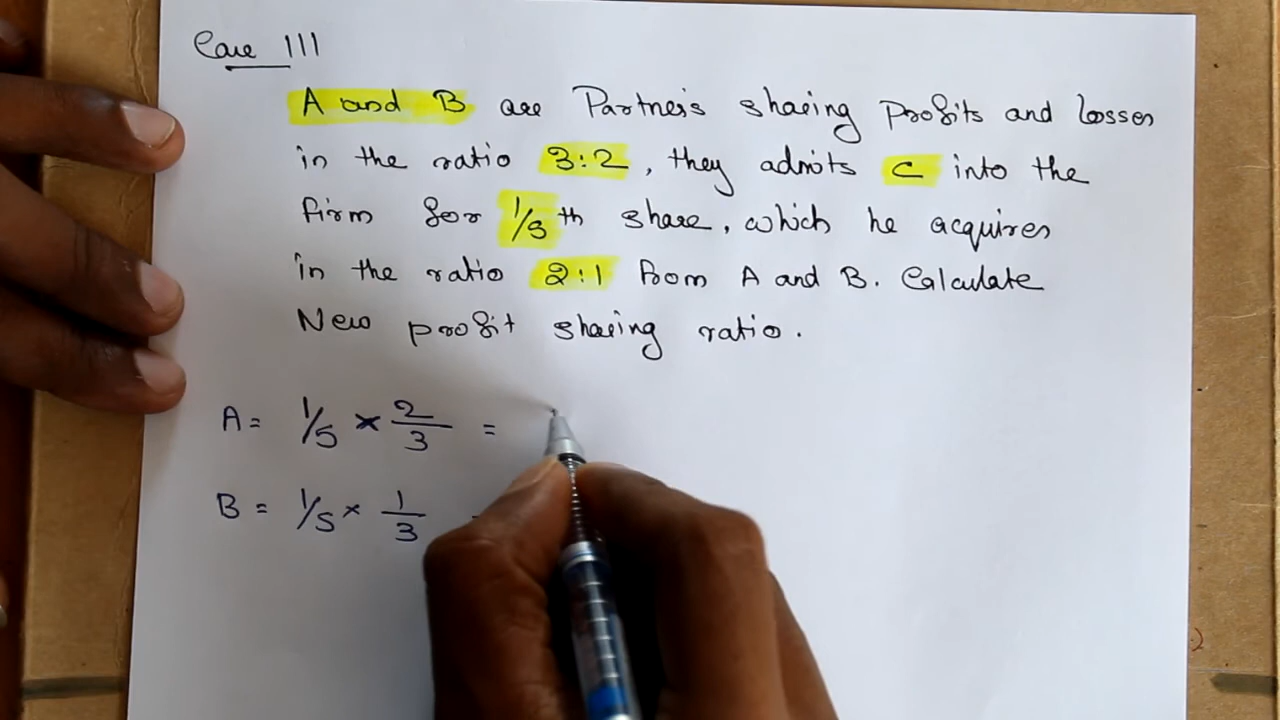 Case III
A and B are Partners sharing profits and losses
in the ratio 3:2, they admits C into the
firm for 1/5th share, which he acquires
in the ratio 2:1 from A and B. Calculate
New profit sharing ratio.
A = 1/5 × 2/3 =
B = 1/5 × 1/3